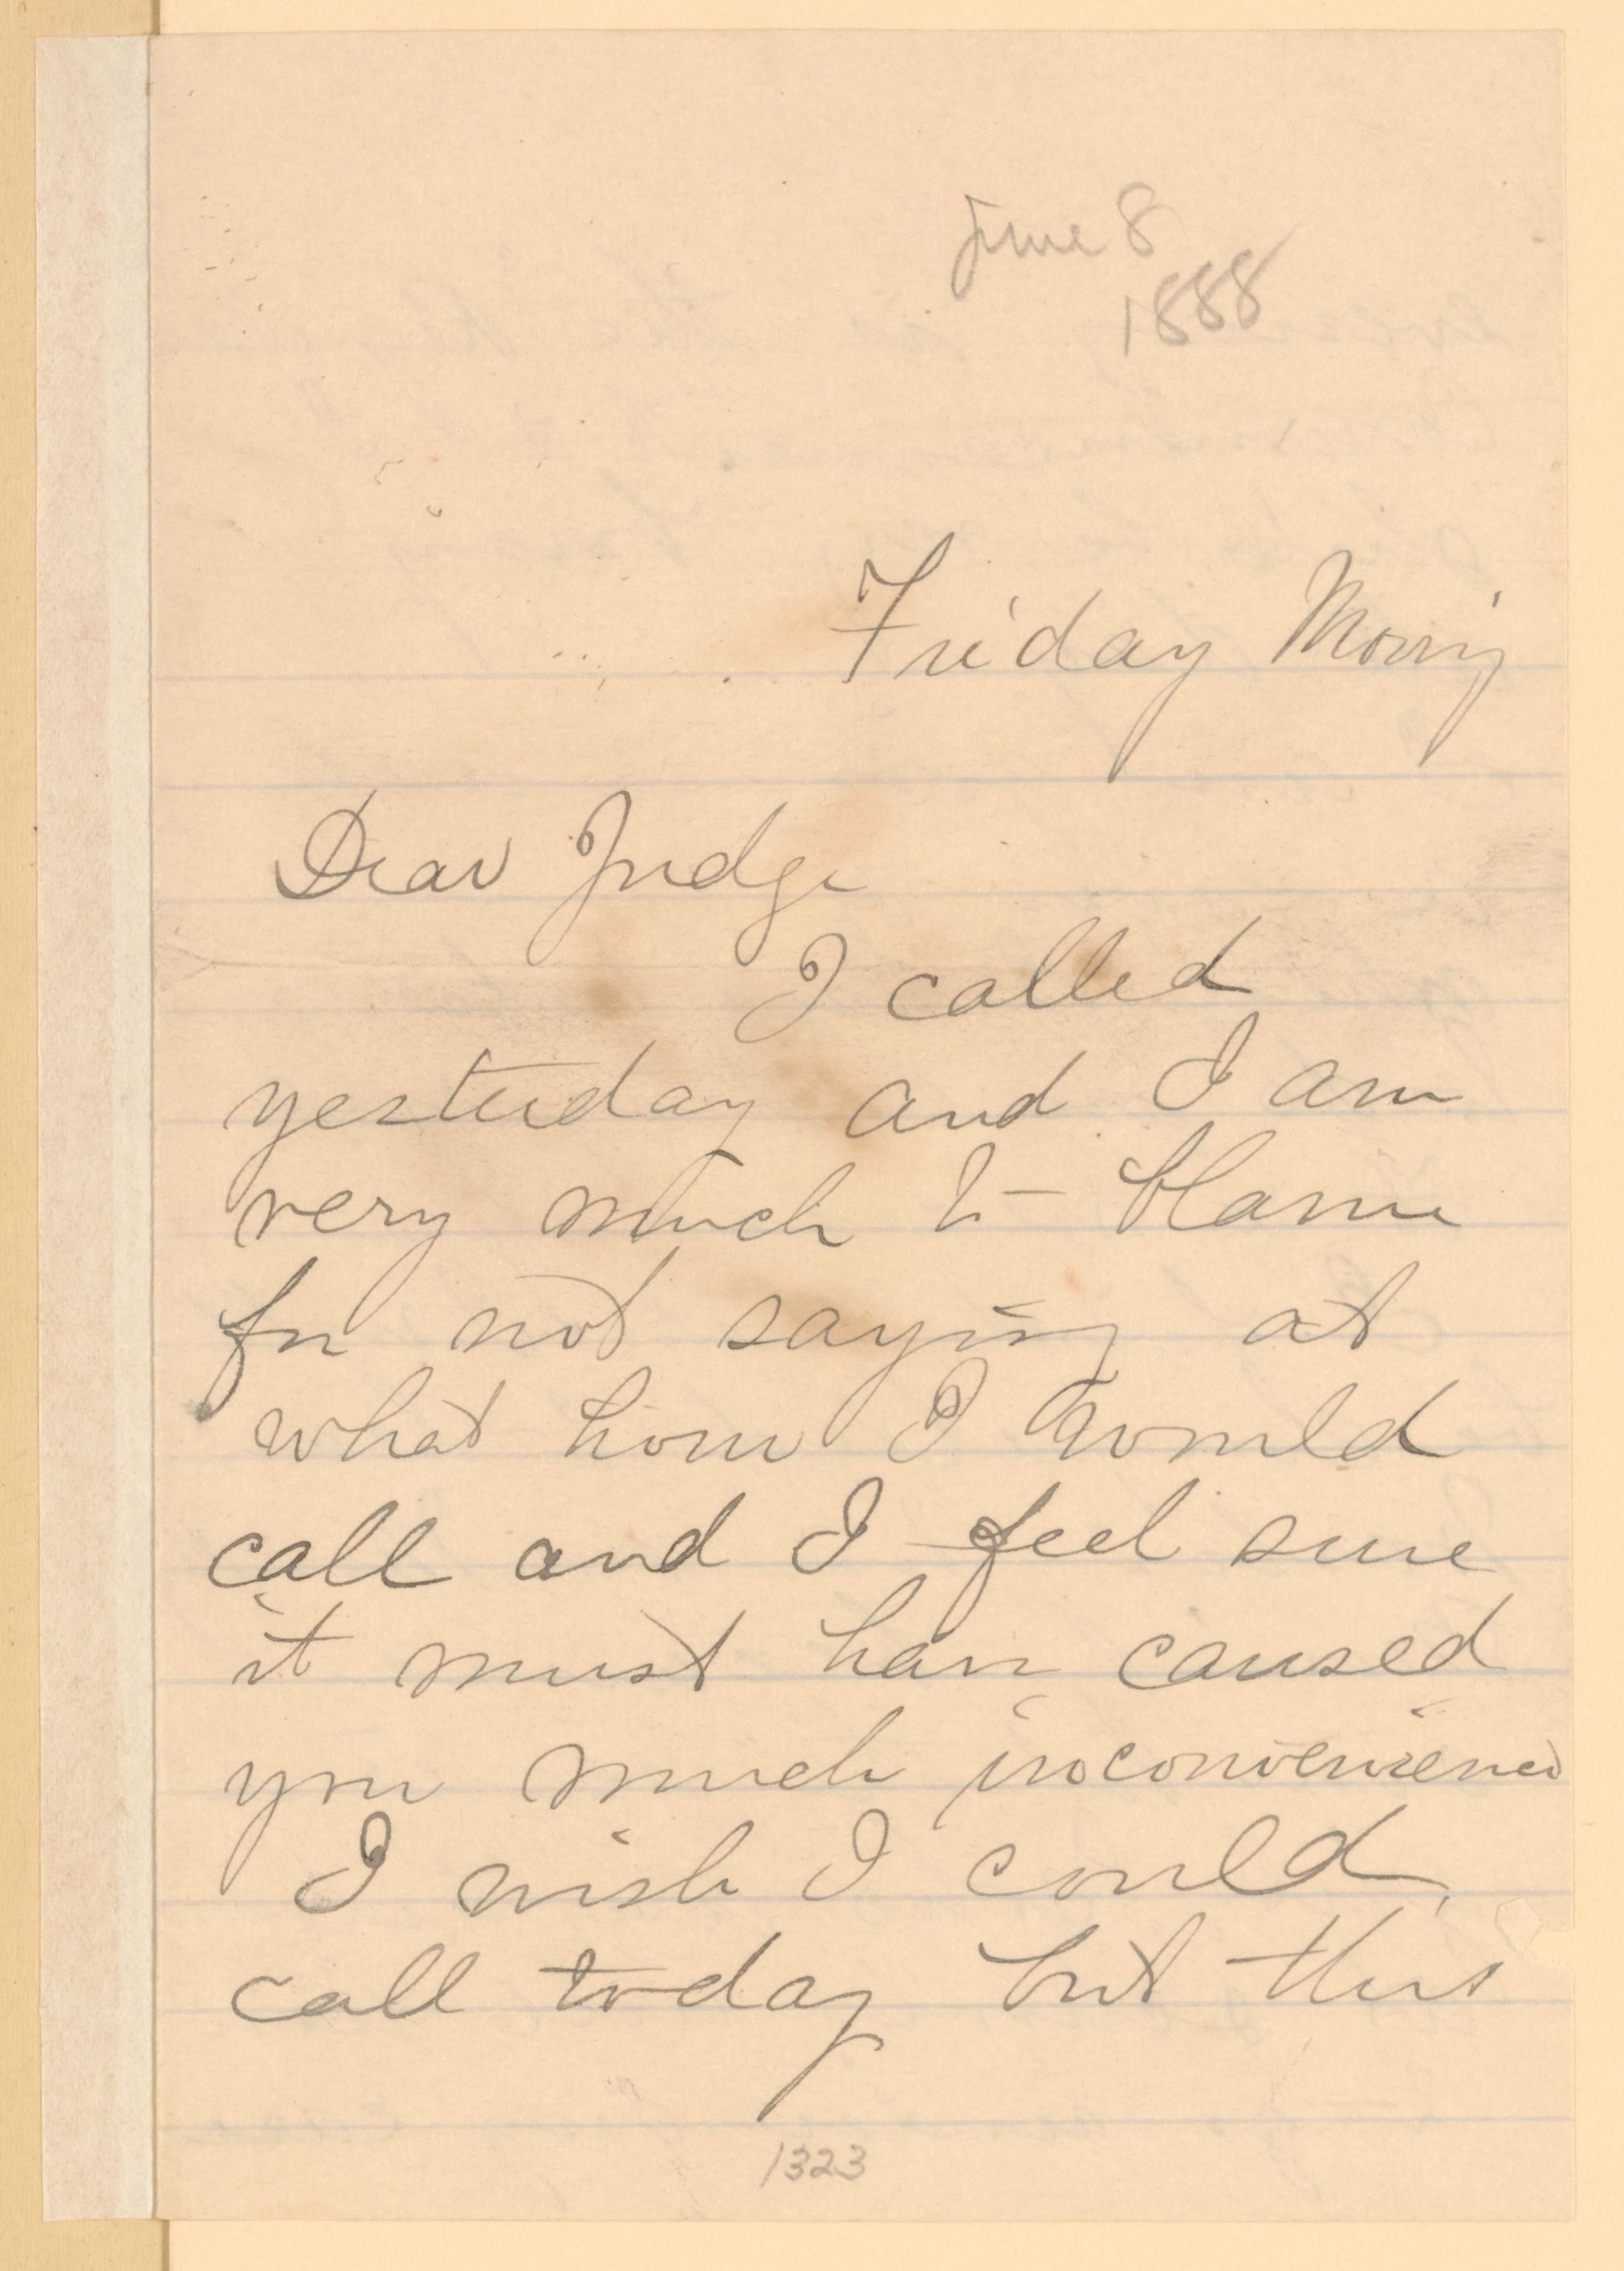 June 8
1888
Friday Morning
Dear Judge
I called
yesterday and I am
very much to blame
for not saying at
what hour I would
call and I feel sure
it must have caused
you much inconvenience
I wish I could
call today but this
1323